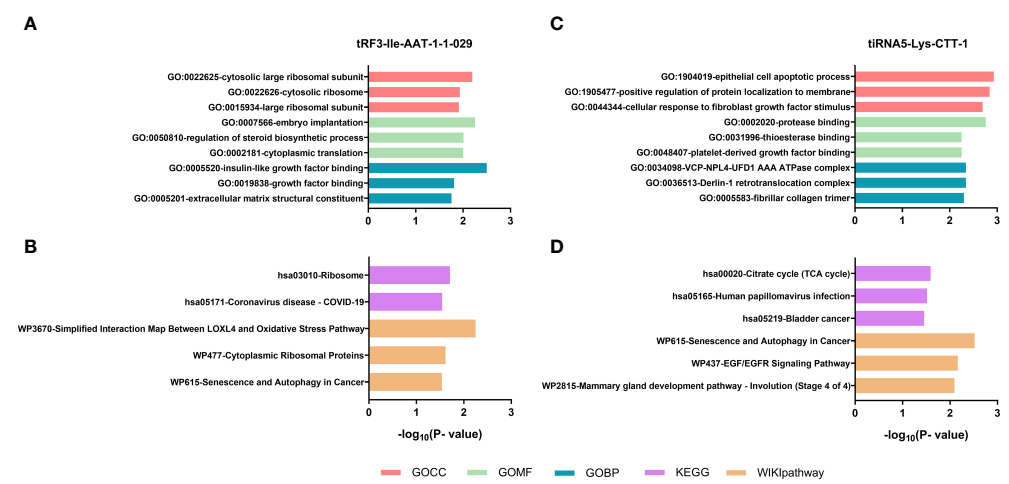 A
tRF3-Ile-AAT-1-1-029
GO:0022625-cytosolic large ribosomal subunit
GO:0022626-cytosolic ribosome
GO:0015934-large ribosomal subunit
GO:0007566-embryo implantation
GO:0050810-regulation of steroid biosynthetic process
GO:0002181-cytoplasmic translation
GO:0005520-insulin-like growth factor binding
GO:0019838-growth factor binding
GO:0005201-extracellular matrix structural constituent
0 1 2 3
B
hsa03010-Ribosome
hsa05171-Coronavirus disease - COVID-19
WP3670-Simplified Interaction Map Between LOXL4 and Oxidative Stress Pathway
WP477-Cytoplasmic Ribosomal Proteins
WP615-Senescence and Autophagy in Cancer
0 1 2 3
-log10(P- value)
C
tiRNA5-Lys-CTT-1
GO:1904019-epithelial cell apoptotic process
GO:1905477-positive regulation of protein localization to membrane
GO:0044344-cellular response to fibroblast growth factor stimulus
GO:0002020-protease binding
GO:0031996-thioesterase binding
GO:0048407-platelet-derived growth factor binding
GO:0034098-VCP-NPL4-UFD1 AAA ATPase complex
GO:0036513-Derlin-1 retrotranslocation complex
GO:0005583-fibrillar collagen trimer
0 1 2 3
D
hsa00020-Citrate cycle (TCA cycle)
hsa05165-Human papillomavirus infection
hsa05219-Bladder cancer
WP615-Senescence and Autophagy in Cancer
WP437-EGF/EGFR Signaling Pathway
WP2815-Mammary gland development pathway - Involution (Stage 4 of 4)
0 1 2 3
-log10(P- value)
GOCC GOMF GOBP KEGG WIKIpathway